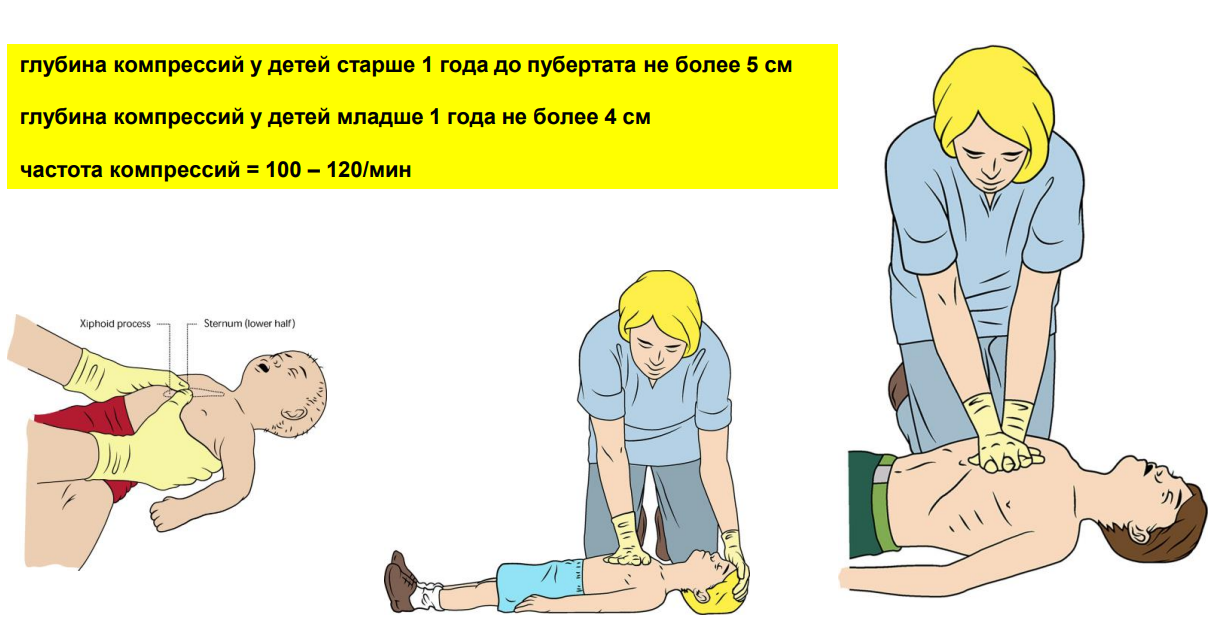 глубина компрессий у детей старше 1 года до пубертата не более 5 см
глубина компрессий у детей младше 1 года не более 4 см
частота компрессий = 100 – 120/мин
Xiphoid process
Sternum (lower half)